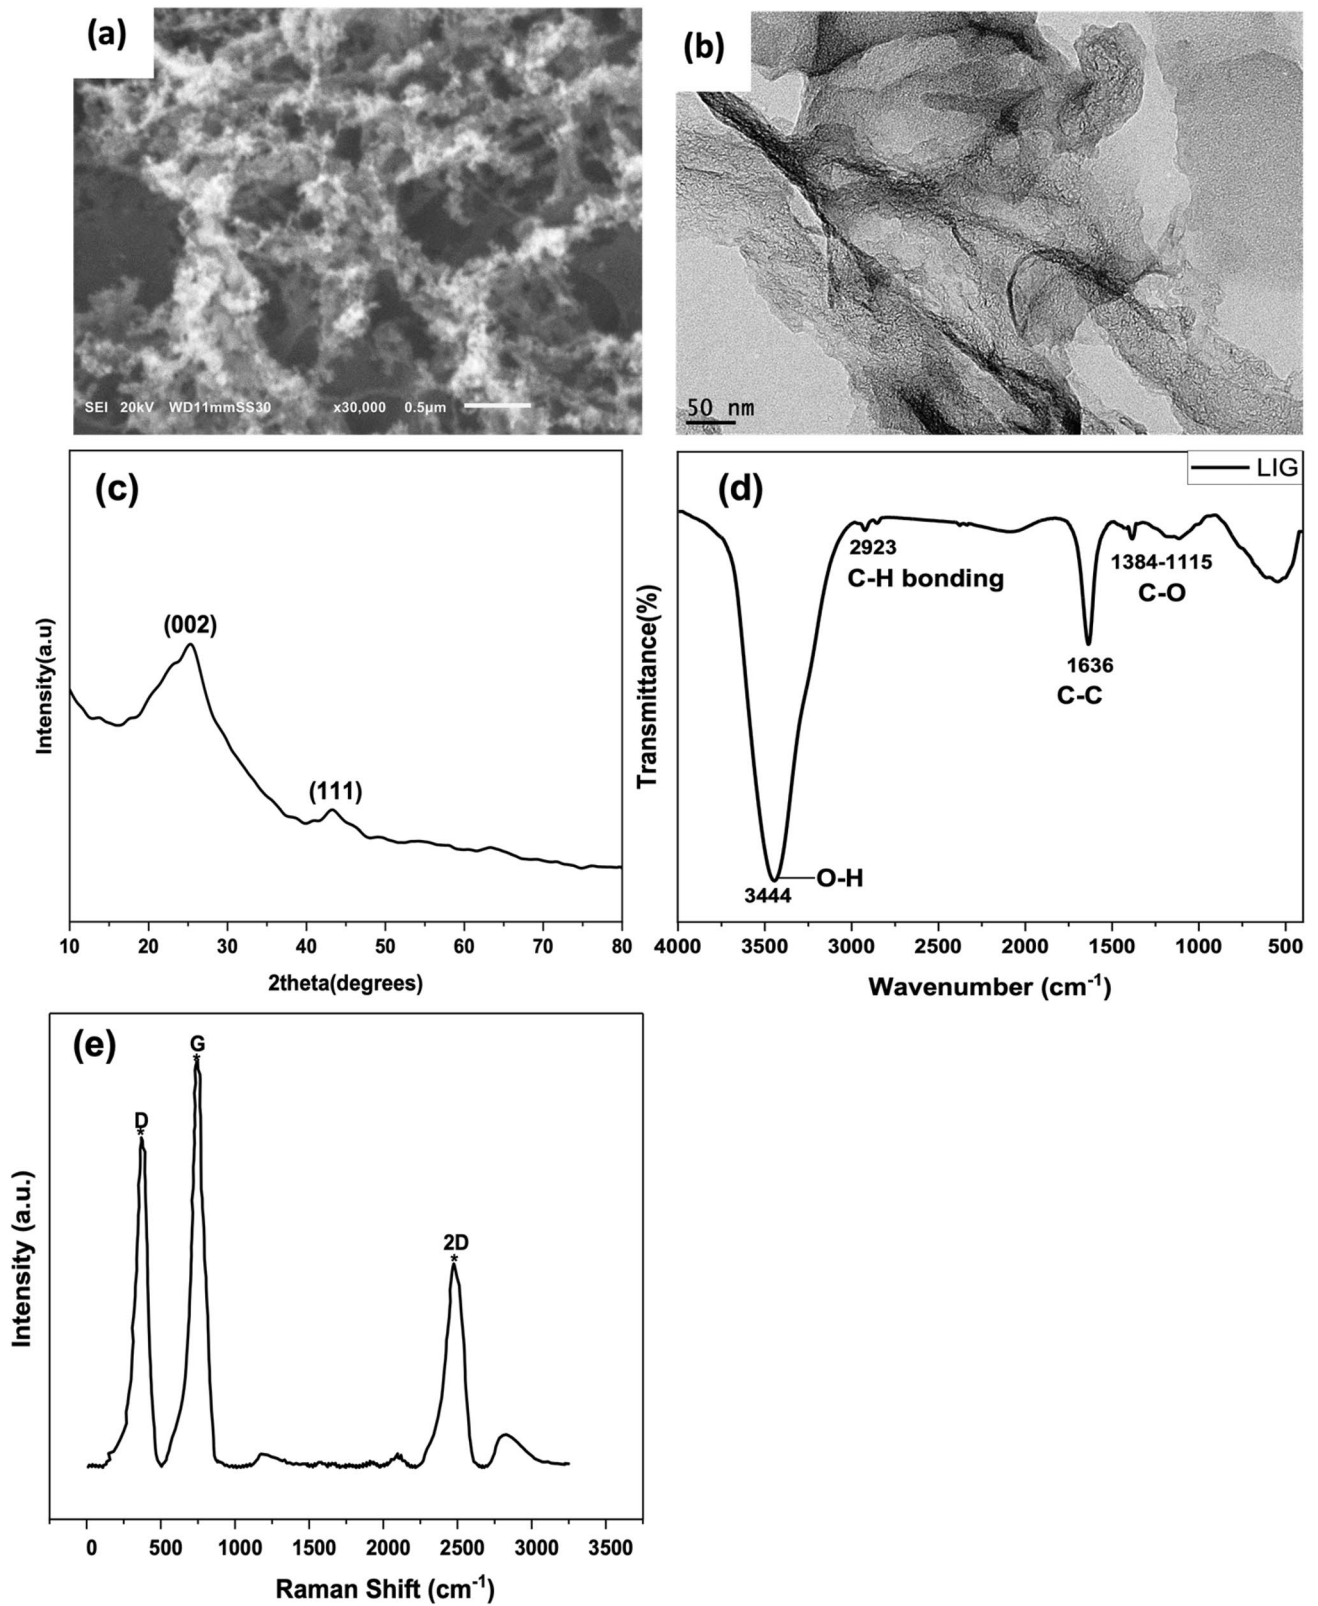 (a)
SEI 20kV WD11mmSS30 x30,000 0.5μm
(b)
50 nm
(c)
(002)
(111)
Intensity(a.u)
10 20 30 40 50 60 70 80
2theta(degrees)
(d)
LIG
2923
C-H bonding
1384-1115
C-O
1636
C-C
O-H
3444
Transmittance(%)
4000 3500 3000 2500 2000 1500 1000 500
Wavenumber (cm⁻¹)
(e)
G
*
D
*
2D
*
Intensity (a.u.)
0 500 1000 1500 2000 2500 3000 3500
Raman Shift (cm⁻¹)